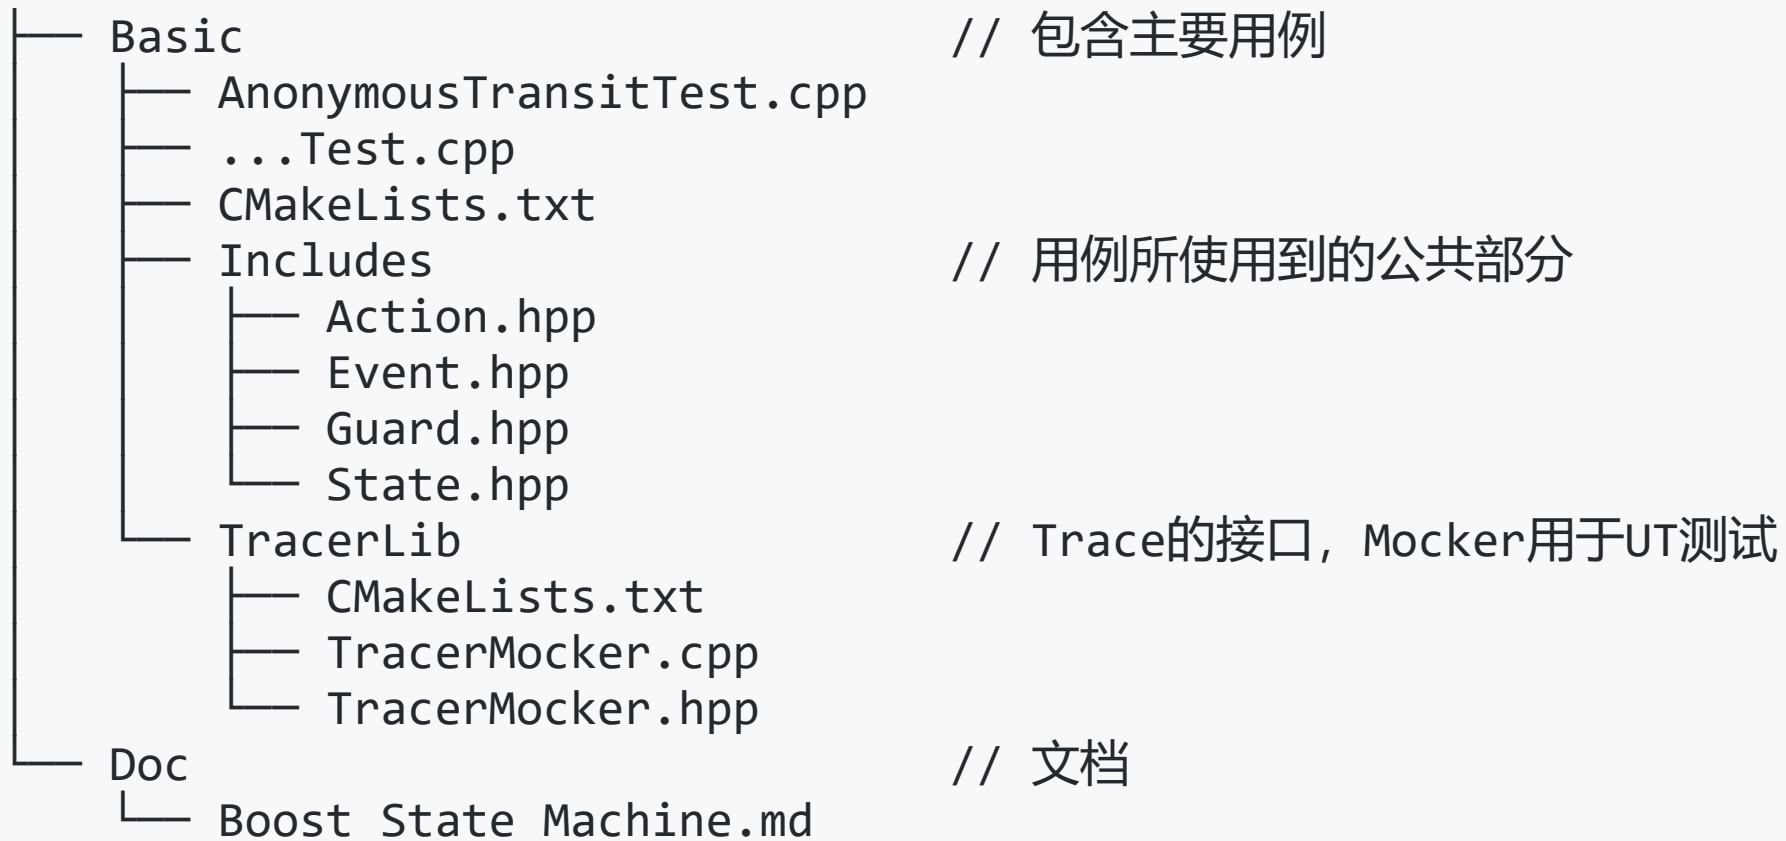 ├── Basic                          // 包含主要用例
│   ├── AnonymousTransitTest.cpp
│   ├── ...Test.cpp
│   ├── CMakeLists.txt
│   ├── Includes                   // 用例所使用到的公共部分
│   │   ├── Action.hpp
│   │   ├── Event.hpp
│   │   ├── Guard.hpp
│   │   └── State.hpp
│   └── TracerLib                  // Trace的接口，Mocker用于UT测试
│       ├── CMakeLists.txt
│       ├── TracerMocker.cpp
│       └── TracerMocker.hpp
└── Doc                            // 文档
    └── Boost State Machine.md